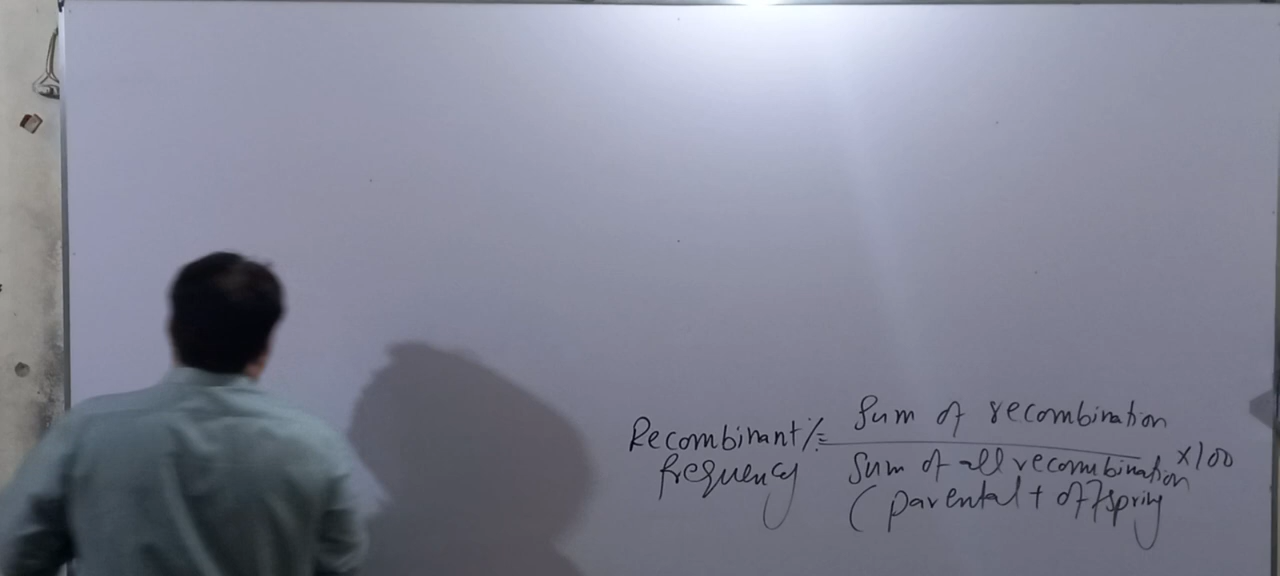 Recombinant %= Sum of recombination
frequency Sum of all recombination ×100
(parental + offspring